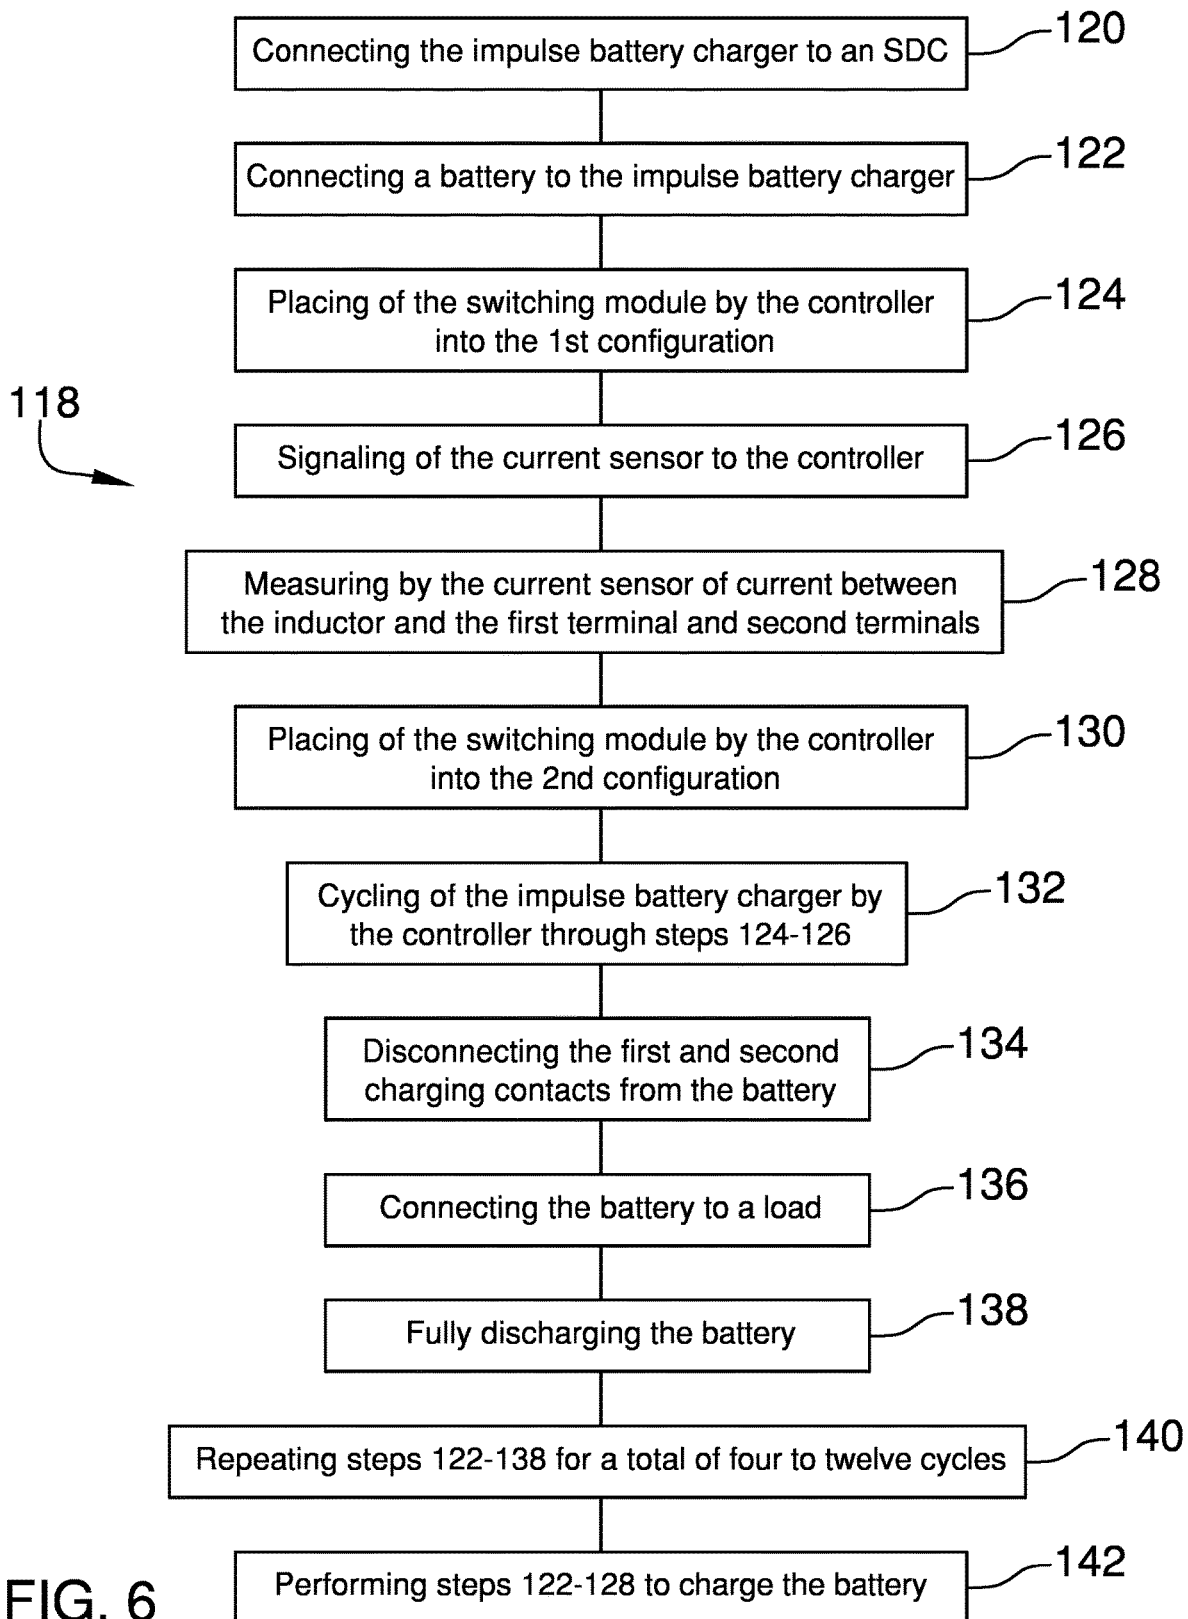 Connecting the impulse battery charger to an SDC
120
Connecting a battery to the impulse battery charger
122
Placing of the switching module by the controller
into the 1st configuration
124
118
Signaling of the current sensor to the controller
126
Measuring by the current sensor of current between
the inductor and the first terminal and second terminals
128
Placing of the switching module by the controller
into the 2nd configuration
130
Cycling of the impulse battery charger by
the controller through steps 124-126
132
Disconnecting the first and second
charging contacts from the battery
134
Connecting the battery to a load
136
Fully discharging the battery
138
Repeating steps 122-138 for a total of four to twelve cycles
140
Performing steps 122-128 to charge the battery
142
FIG. 6